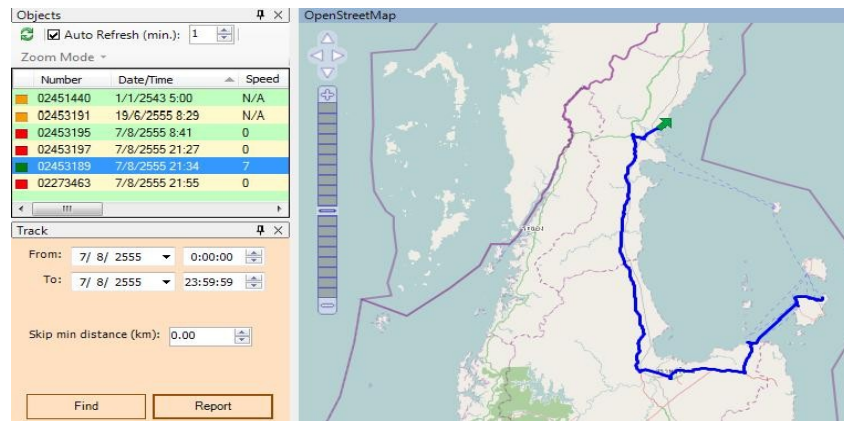 Objects
Auto Refresh (min.): 1
Zoom Mode
Number Date/Time Speed
02451440 1/1/2543 5:00 N/A
02453191 19/6/2555 8:29 N/A
02453195 7/8/2555 8:41 0
02453197 7/8/2555 21:27 0
02453189 7/8/2555 21:34 7
02273463 7/8/2555 21:55 0
Track
From: 7/ 8/ 2555 0:00:00
To: 7/ 8/ 2555 23:59:59
Skip min distance (km): 0.00
Find Report
OpenStreetMap